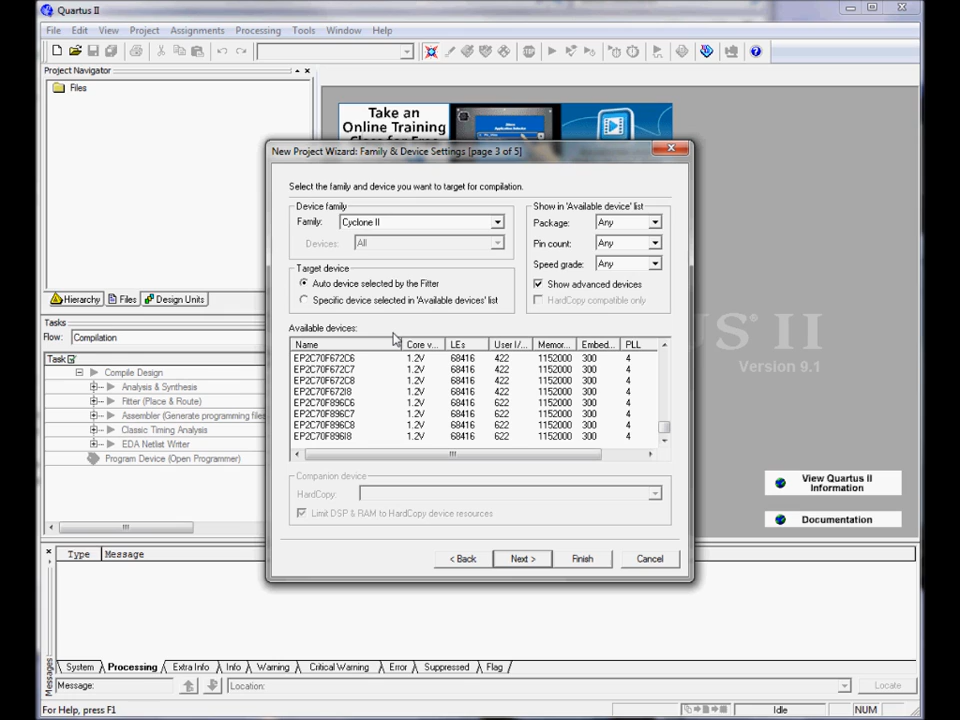 Quartus II
File Edit View Project Assignments Processing Tools Window Help
Project Navigator
Files
Hierarchy Files Design Units
Tasks
Flow: Compilation
Task
Compile Design
Analysis & Synthesis
Fitter (Place & Route)
Assembler (Generate programming files
Classic Timing Analysis
EDA Netlist Writer
Program Device (Open Programmer)
Take an
Online Training
New Project Wizard: Family & Device Settings [page 3 of 5]
Select the family and device you want to target for compilation.
Device family
Family: Cyclone II
Devices: All
Target device
Auto device selected by the Fitter
Specific device selected in 'Available devices' list
Show in 'Available device' list
Package: Any
Pin count: Any
Speed grade: Any
Show advanced devices
HardCopy compatible only
Available devices:
Name Core v... LEs User I/... Memor... Embed... PLL
EP2C70F672C6 1.2V 68416 422 1152000 300 4
EP2C70F672C7 1.2V 68416 422 1152000 300 4
EP2C70F672C8 1.2V 68416 422 1152000 300 4
EP2C70F672I8 1.2V 68416 422 1152000 300 4
EP2C70F896C6 1.2V 68416 622 1152000 300 4
EP2C70F896C7 1.2V 68416 622 1152000 300 4
EP2C70F896C8 1.2V 68416 622 1152000 300 4
EP2C70F896I8 1.2V 68416 622 1152000 300 4
Companion device
HardCopy:
Limit DSP & RAM to HardCopy device resources
< Back Next > Finish Cancel
US® II
Version 9.1
View Quartus II
Information
Documentation
Type Message
Messages
System Processing Extra Info Info Warning Critical Warning Error Suppressed Flag
Message: Location: Locate
For Help, press F1 Idle NUM